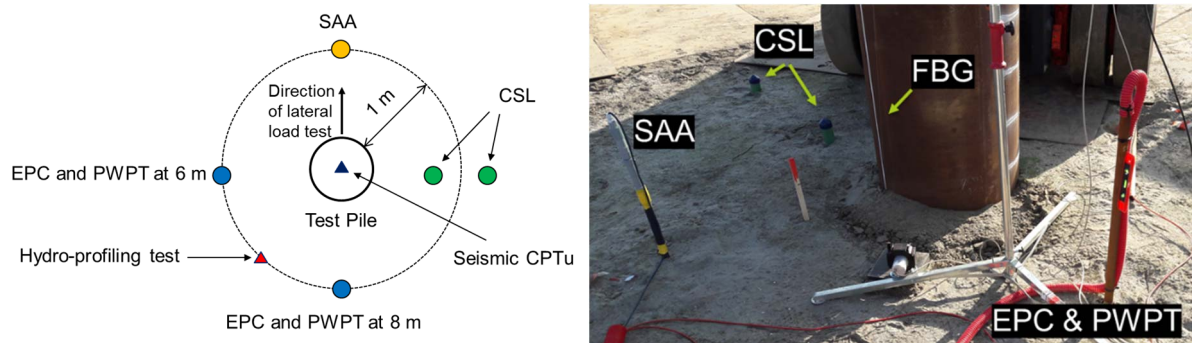 SAA
Direction
of lateral
load test
1 m
CSL
EPC and PWPT at 6 m
Test Pile
Hydro-profiling test
Seismic CPTu
EPC and PWPT at 8 m
CSL
FBG
SAA
EPC & PWPT